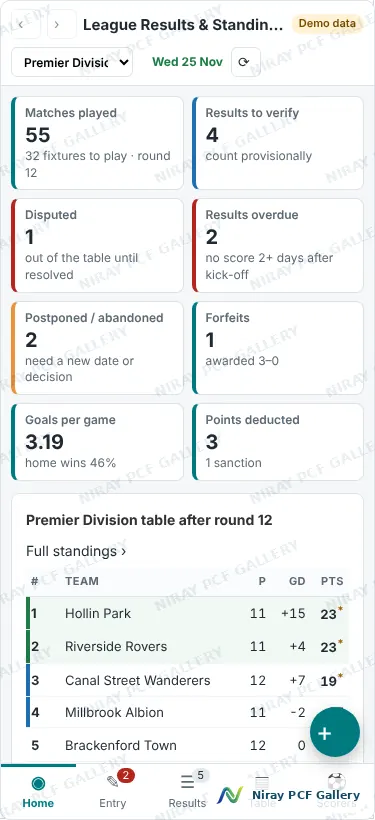 ‹ › League Results & Standin... Demo data
Premier Divisic Wed 25 Nov
Matches played
55
32 fixtures to play · round
12
Results to verify
4
count provisionally
Disputed
1
out of the table until
resolved
Results overdue
2
no score 2+ days after
kick-off
Postponed / abandoned
2
need a new date or
decision
Forfeits
1
awarded 3–0
Goals per game
3.19
home wins 46%
Points deducted
3
1 sanction
Premier Division table after round 12
Full standings ›
# TEAM P GD PTS
1 Hollin Park 11 +15 23*
2 Riverside Rovers 11 +4 23*
3 Canal Street Wanderers 12 +7 19*
4 Millbrook Albion 11 -2
5 Brackenford Town 12 0
+
2 5
Home Entry Results Table Scorers
Niray PCF Gallery
NIRAY PCF GALLERY